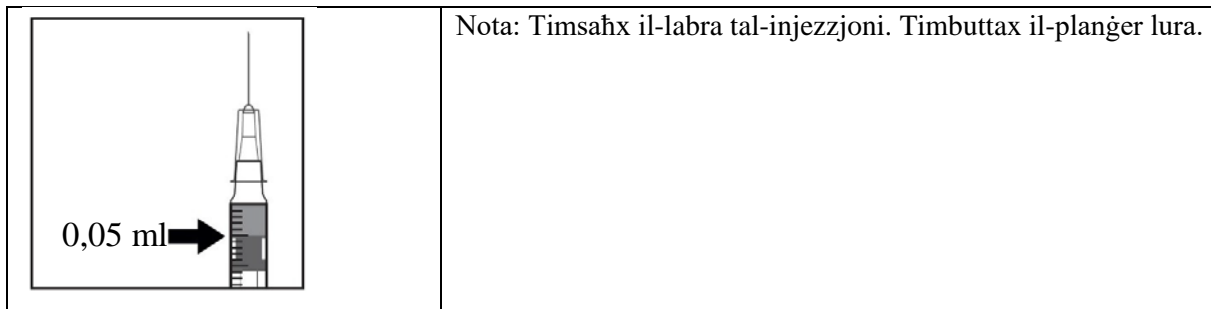 Nota: Timsaħx il-labra tal-injezzjoni. Timbuttax il-planġer lura.
0,05 ml